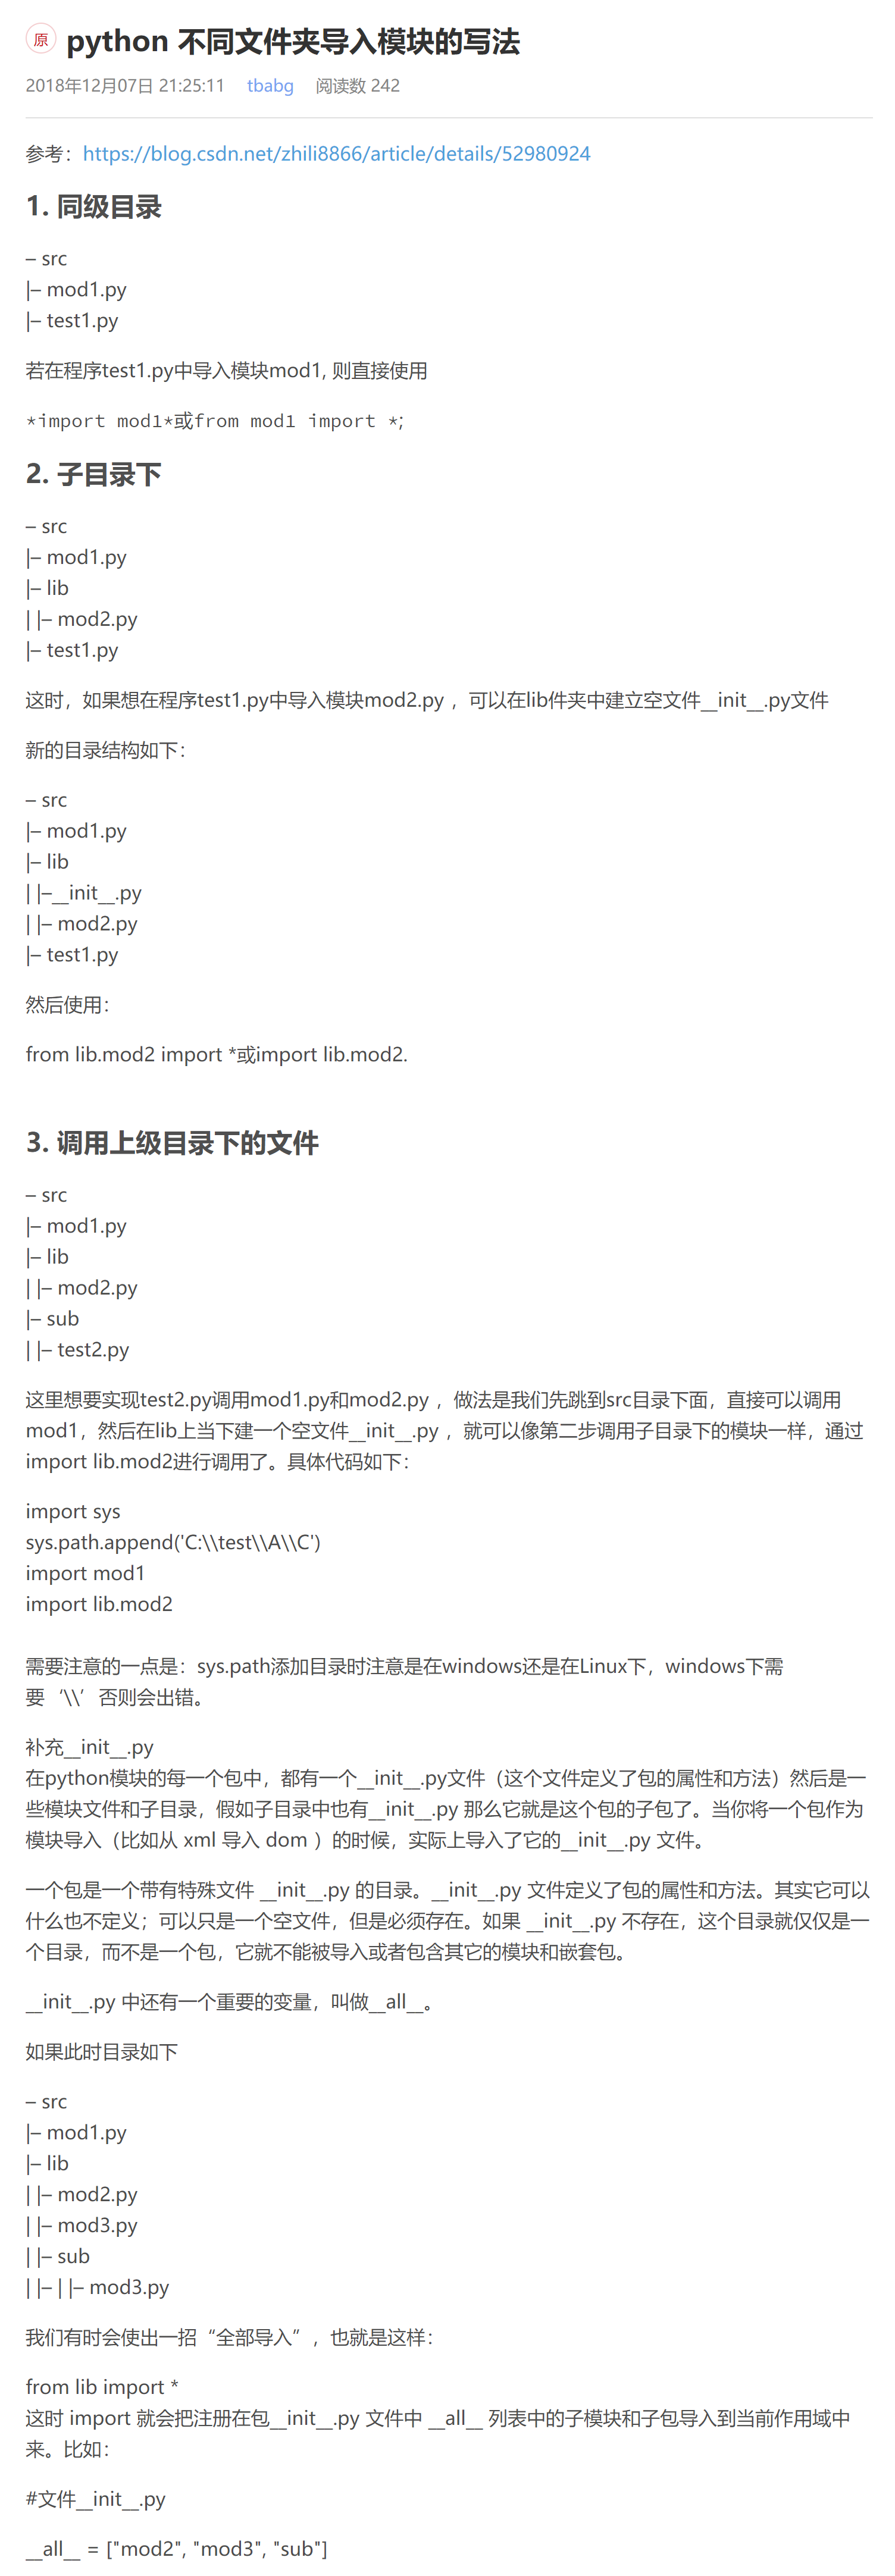 原 python 不同文件夹导入模块的写法
2018年12月07日 21:25:11 tbabg 阅读数 242
参考：https://blog.csdn.net/zhili8866/article/details/52980924
1. 同级目录
– src
|– mod1.py
|– test1.py
若在程序test1.py中导入模块mod1, 则直接使用
*import mod1*或from mod1 import *;
2. 子目录下
– src
|– mod1.py
|– lib
| |– mod2.py
|– test1.py
这时，如果想在程序test1.py中导入模块mod2.py ，可以在lib件夹中建立空文件__init__.py文件
新的目录结构如下：
– src
|– mod1.py
|– lib
| |–__init__.py
| |– mod2.py
|– test1.py
然后使用：
from lib.mod2 import *或import lib.mod2.
3. 调用上级目录下的文件
– src
|– mod1.py
|– lib
| |– mod2.py
|– sub
| |– test2.py
这里想要实现test2.py调用mod1.py和mod2.py ，做法是我们先跳到src目录下面，直接可以调用
mod1，然后在lib上当下建一个空文件__init__.py ，就可以像第二步调用子目录下的模块一样，通过
import lib.mod2进行调用了。具体代码如下：
import sys
sys.path.append('C:\\test\\A\\C')
import mod1
import lib.mod2
需要注意的一点是：sys.path添加目录时注意是在windows还是在Linux下，windows下需
要‘\\’否则会出错。
补充__init__.py
在python模块的每一个包中，都有一个__init__.py文件（这个文件定义了包的属性和方法）然后是一
些模块文件和子目录，假如子目录中也有__init__.py 那么它就是这个包的子包了。当你将一个包作为
模块导入（比如从 xml 导入 dom ）的时候，实际上导入了它的__init__.py 文件。
一个包是一个带有特殊文件 __init__.py 的目录。__init__.py 文件定义了包的属性和方法。其实它可以
什么也不定义；可以只是一个空文件，但是必须存在。如果 __init__.py 不存在，这个目录就仅仅是一
个目录，而不是一个包，它就不能被导入或者包含其它的模块和嵌套包。
__init__.py 中还有一个重要的变量，叫做__all__。
如果此时目录如下
– src
|– mod1.py
|– lib
| |– mod2.py
| |– mod3.py
| |– sub
| |– | |– mod3.py
我们有时会使出一招“全部导入”，也就是这样：
from lib import *
这时 import 就会把注册在包__init__.py 文件中 __all__ 列表中的子模块和子包导入到当前作用域中
来。比如：
#文件__init__.py
__all__ = ["mod2", "mod3", "sub"]